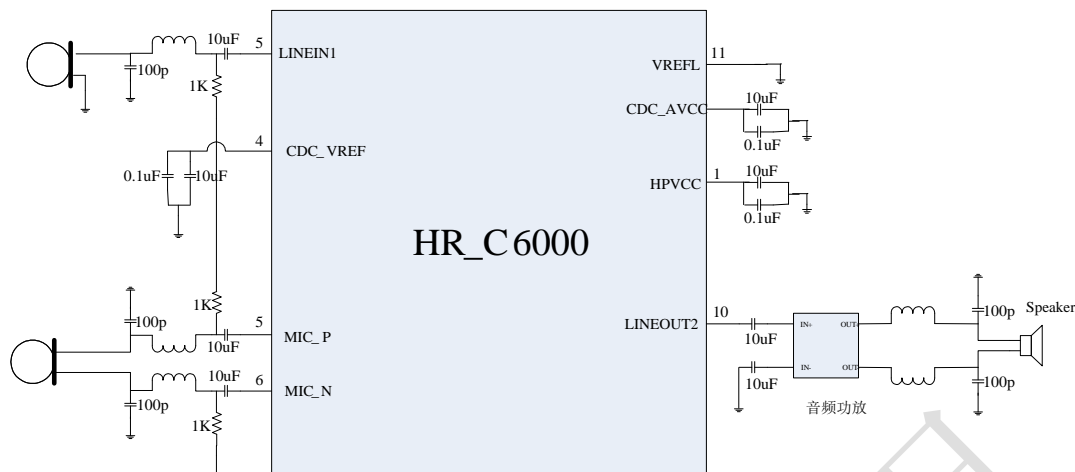 10uF
5
LINEIN1
100p
1K
4
CDC_VREF
0.1uF
10uF
HR_C6000
1K
100p
5
MIC_P
10uF
10uF
6
MIC_N
100p
1K
11
VREFL
10uF
CDC_AVCC
0.1uF
1
HPVCC
10uF
0.1uF
10
LINEOUT2
10uF
IN+
OUT+
IN-
OUT-
10uF
音频功放
100p
Speaker
100p